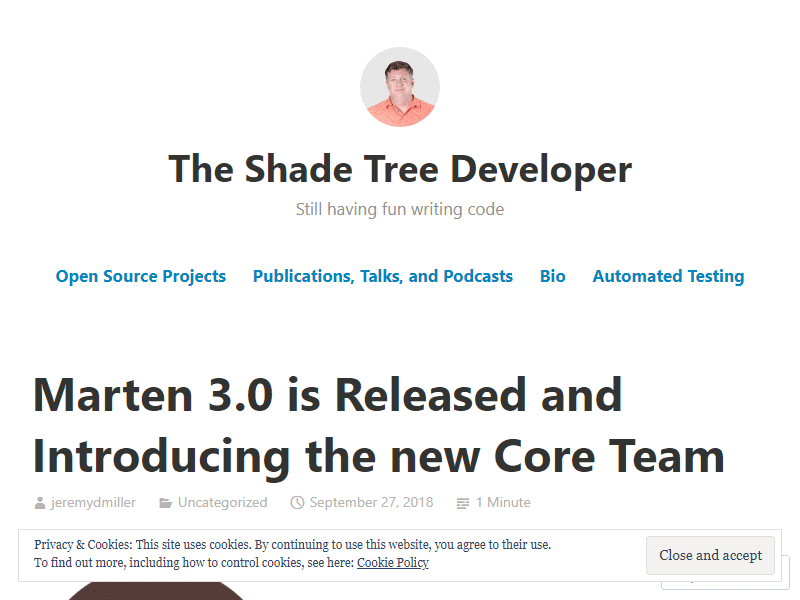 The Shade Tree Developer
Still having fun writing code
Open Source Projects Publications, Talks, and Podcasts Bio Automated Testing
Marten 3.0 is Released and
Introducing the new Core Team
jeremydmiller Uncategorized September 27, 2018 1 Minute
Privacy & Cookies: This site uses cookies. By continuing to use this website, you agree to their use.
To find out more, including how to control cookies, see here: Cookie Policy
Close and accept